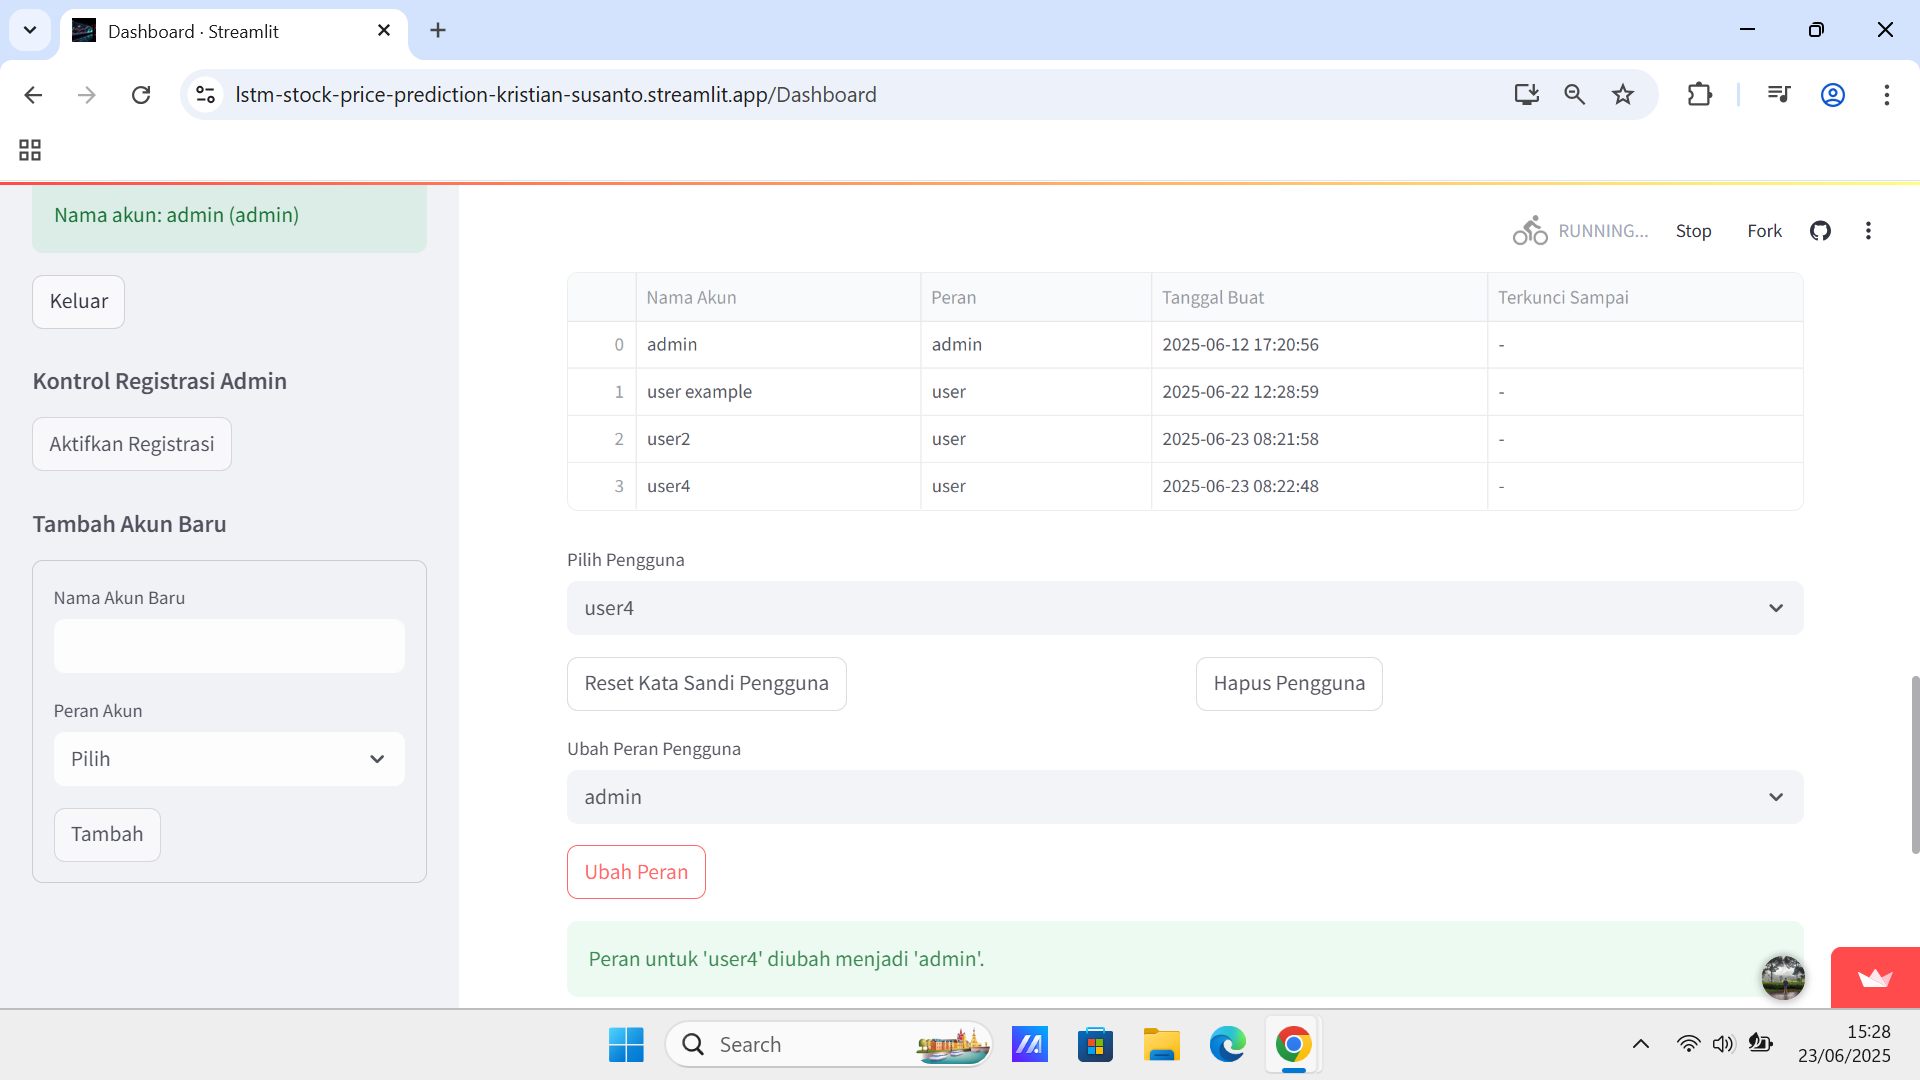 Dashboard · Streamlit
lstm-stock-price-prediction-kristian-susanto.streamlit.app/Dashboard
Nama akun: admin (admin)
Keluar
Kontrol Registrasi Admin
Aktifkan Registrasi
Tambah Akun Baru
Nama Akun Baru
Peran Akun
Pilih
Tambah
RUNNING... Stop Fork
Nama Akun Peran Tanggal Buat Terkunci Sampai
0 admin admin 2025-06-12 17:20:56 -
1 user example user 2025-06-22 12:28:59 -
2 user2 user 2025-06-23 08:21:58 -
3 user4 user 2025-06-23 08:22:48 -
Pilih Pengguna
user4
Reset Kata Sandi Pengguna Hapus Pengguna
Ubah Peran Pengguna
admin
Ubah Peran
Peran untuk 'user4' diubah menjadi 'admin'.
Search
15:28
23/06/2025